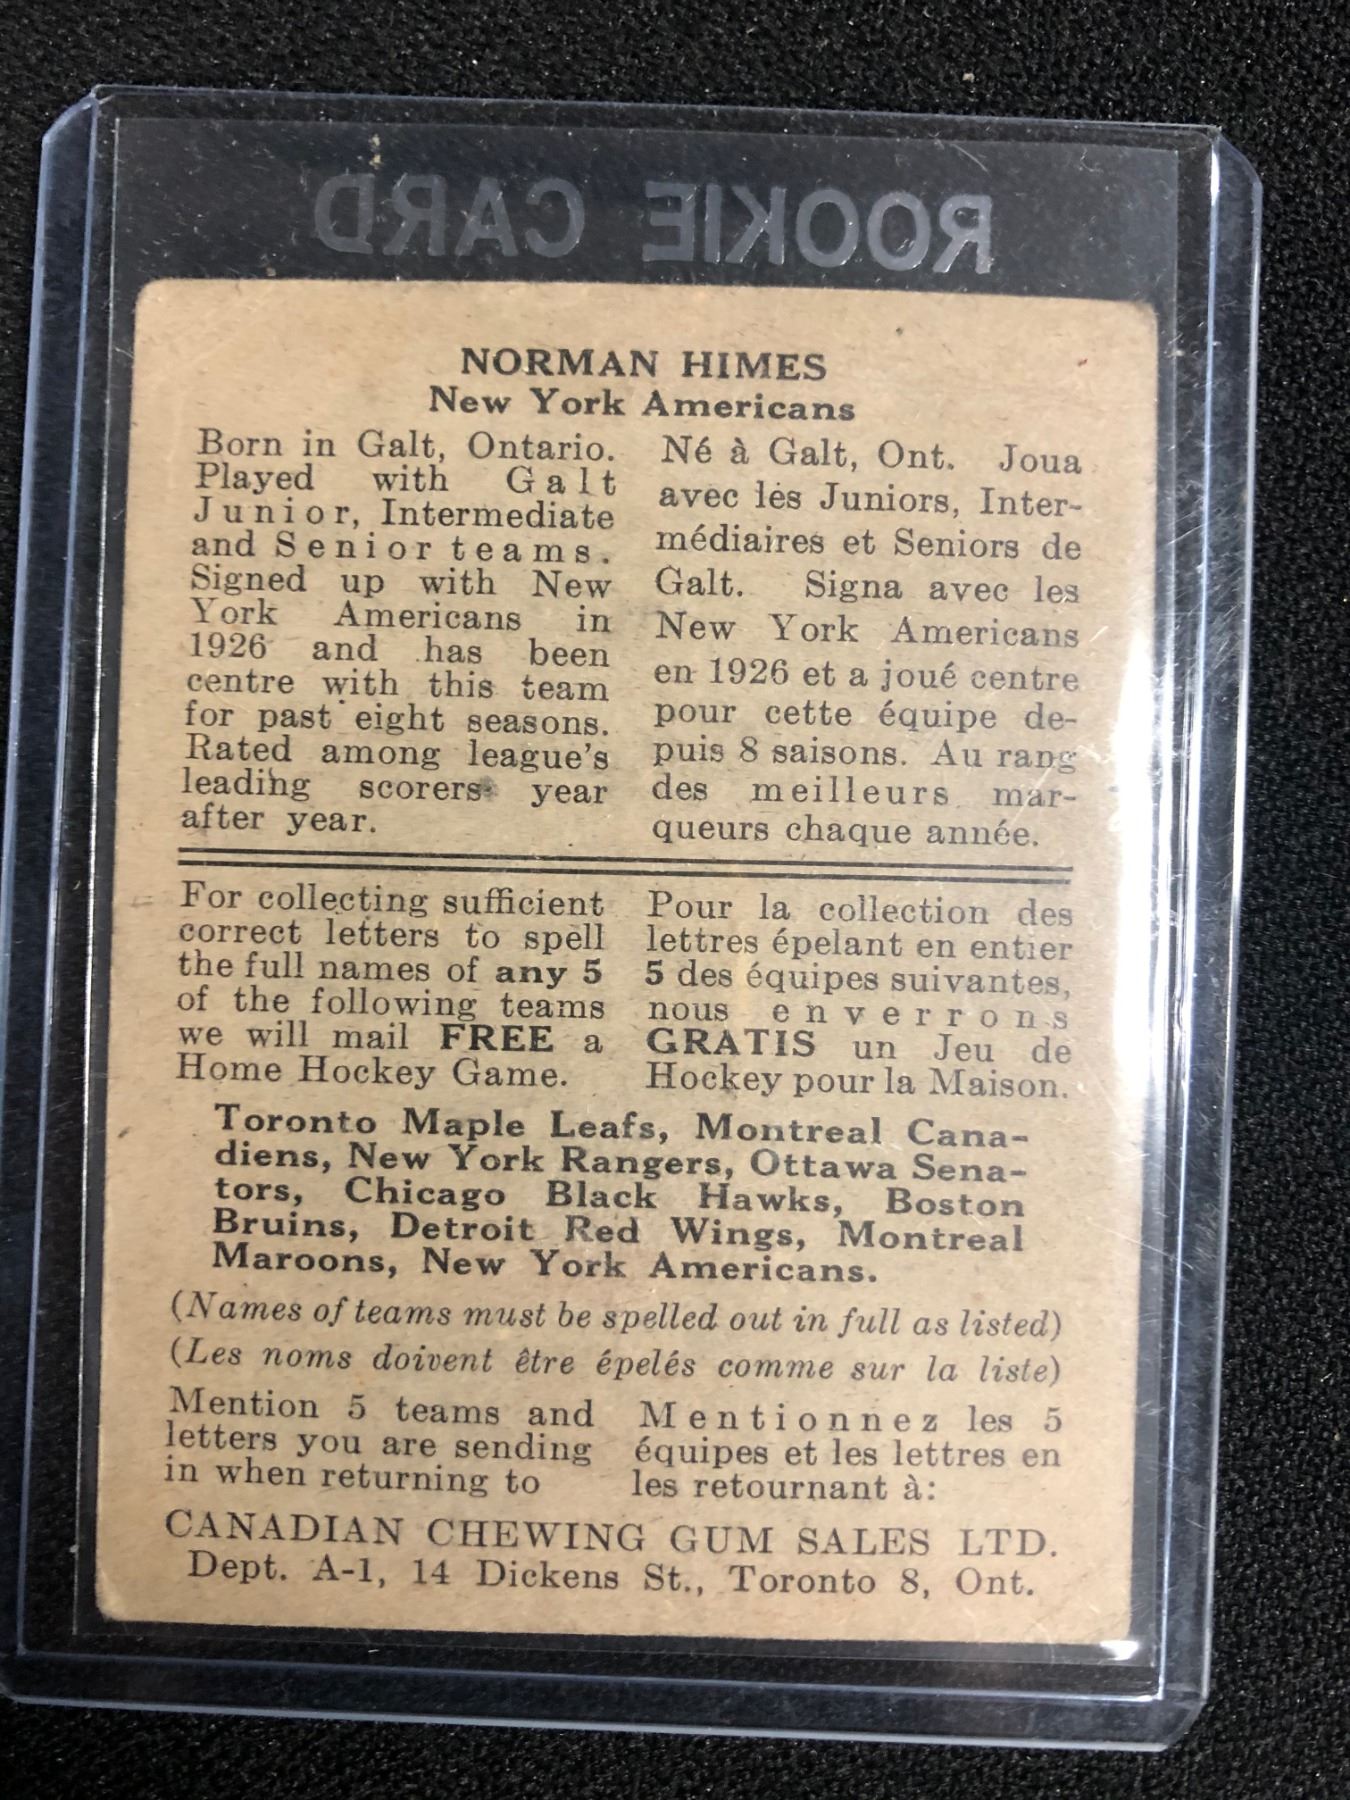 ROOKIE CARD
NORMAN HIMES
New York Americans
Born in Galt, Ontario.
Played with Galt
Junior, Intermediate
and Senior teams.
Signed up with New
York Americans in
1926 and has been
centre with this team
for past eight seasons.
Rated among league's
leading scorers year
after year.
Né à Galt, Ont. Joua
avec les Juniors, Inter-
médiaires et Seniors de
Galt. Signa avec les
New York Americans
en 1926 et a joué centre
pour cette équipe de-
puis 8 saisons. Au rang
des meilleurs mar-
queurs chaque année.
For collecting sufficient
correct letters to spell
the full names of any 5
of the following teams
we will mail FREE a
Home Hockey Game.
Pour la collection des
lettres épelant en entier
5 des équipes suivantes,
nous enverrons
GRATIS un Jeu de
Hockey pour la Maison.
Toronto Maple Leafs, Montreal Cana-
diens, New York Rangers, Ottawa Sena-
tors, Chicago Black Hawks, Boston
Bruins, Detroit Red Wings, Montreal
Maroons, New York Americans.
(Names of teams must be spelled out in full as listed)
(Les noms doivent être épelés comme sur la liste)
Mention 5 teams and
letters you are sending
in when returning to
Mentionnez les 5
équipes et les lettres en
les retournant à:
CANADIAN CHEWING GUM SALES LTD.
Dept. A-1, 14 Dickens St., Toronto 8, Ont.